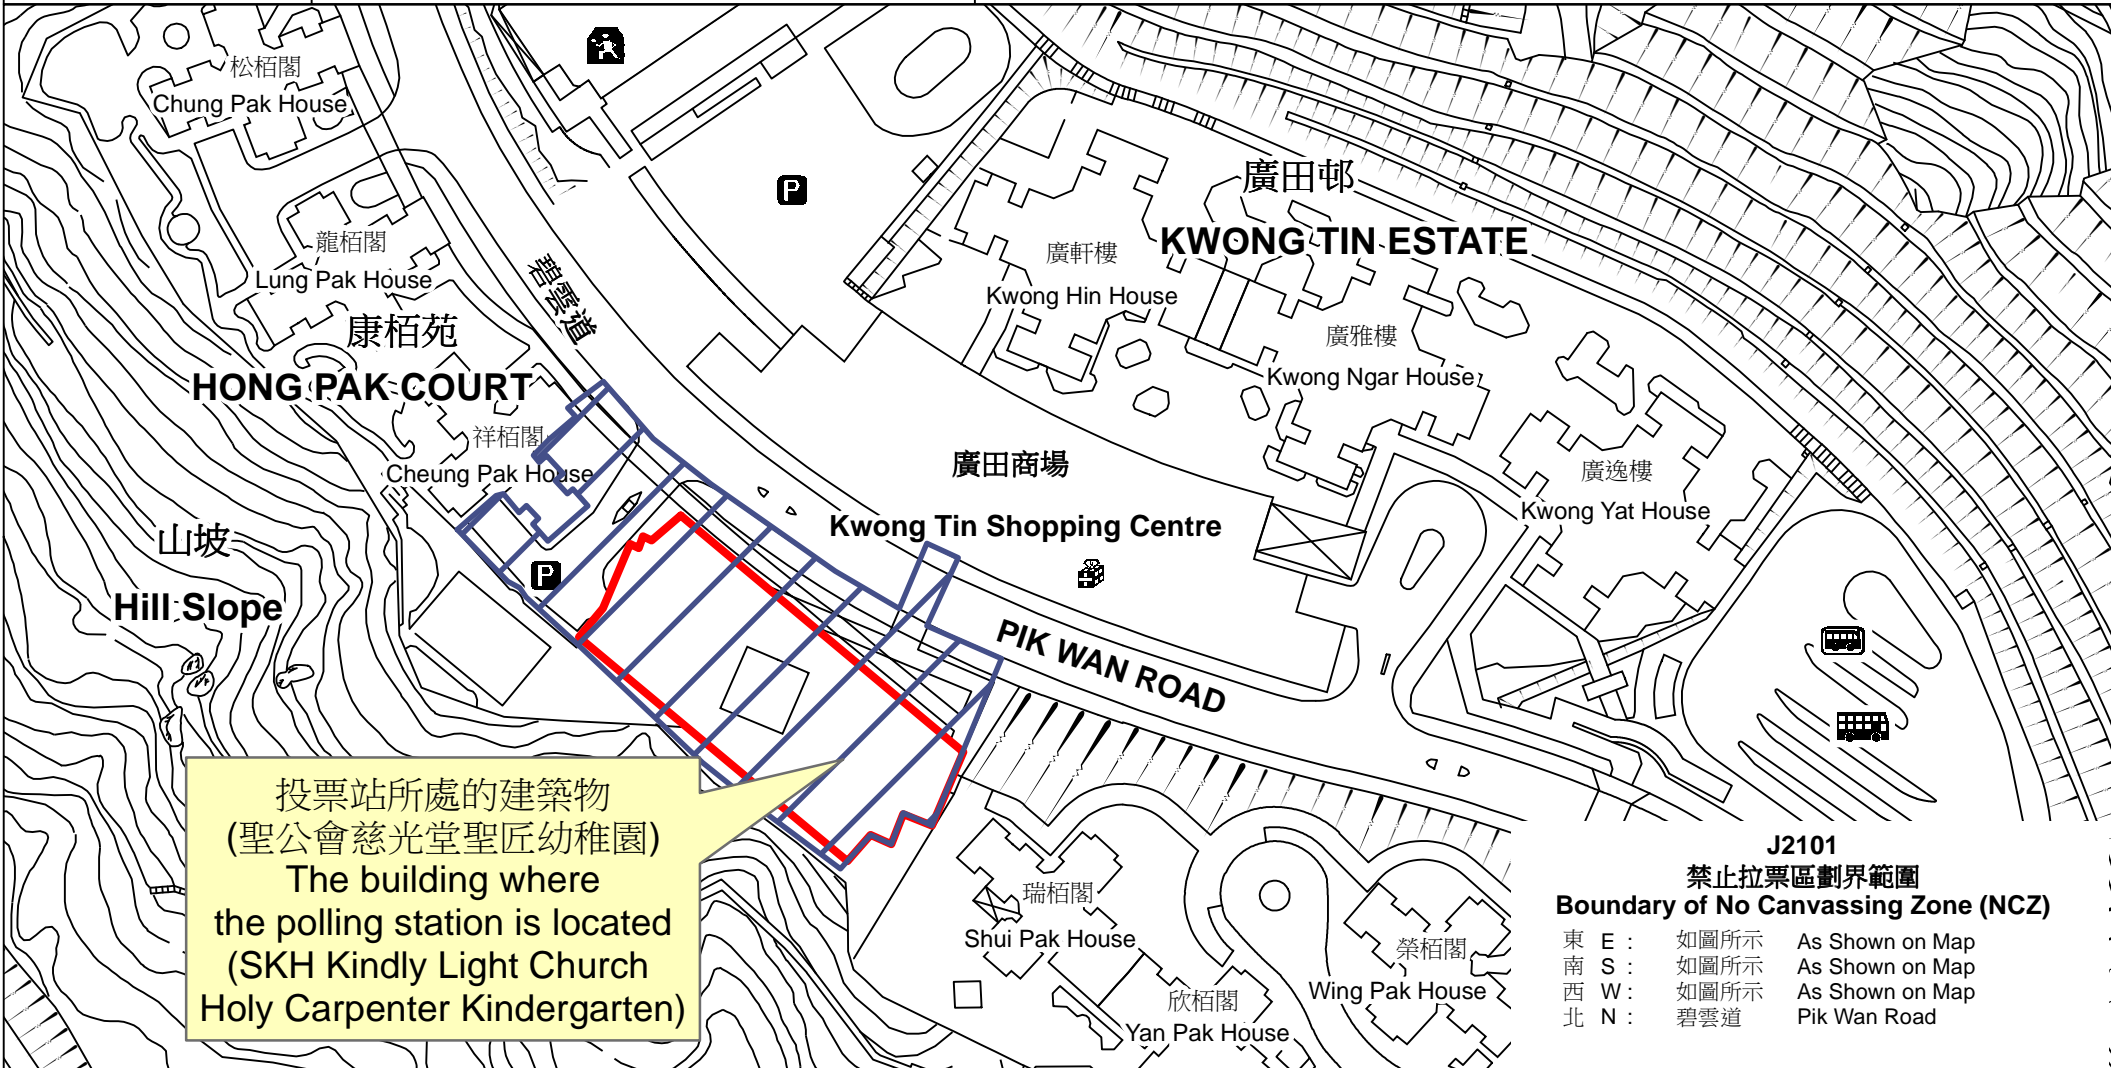 松栢閣
Chung Pak House
龍栢閣
Lung Pak House
康栢苑
HONG PAK COURT
祥栢閣
Cheung Pak House
山坡
Hill Slope
碧雲道
P
P
廣田邨
KWONG TIN ESTATE
廣軒樓
Kwong Hin House
廣雅樓
Kwong Ngar House
廣逸樓
Kwong Yat House
廣田商場
Kwong Tin Shopping Centre
PIK WAN ROAD
投票站所處的建築物
(聖公會慈光堂聖匠幼稚園)
The building where
the polling station is located
(SKH Kindly Light Church
Holy Carpenter Kindergarten)
瑞栢閣
Shui Pak House
欣栢閣
Yan Pak House
榮栢閣
Wing Pak House
J2101
禁止拉票區劃界範圍
Boundary of No Canvassing Zone (NCZ)
東 E : 如圖所示 As Shown on Map
南 S : 如圖所示 As Shown on Map
西 W : 如圖所示 As Shown on Map
北 N : 碧雲道 Pik Wan Road